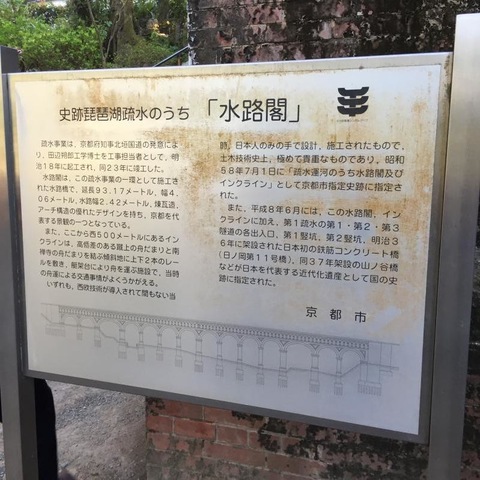 史跡琵琶湖疏水のうち 「水路閣」
疏水事業は、京都府知事北垣国道の発意によ
り、田辺朔郎工学博士を工事担当者として、明
治18年に起工され、同23年に竣工した。
水路閣は、この疏水事業の一環として施工さ
れた水路橋で、延長93.17メートル、幅4.
06メートル、水路幅2.42メートル、煉瓦造、
アーチ構造の優れたデザインを持ち、京都を代
表する景観の一つとなっている。
また、ここから西500メートルにあるイン
クラインは、高低差のある蹴上の舟だまりと南
禅寺の舟だまりを結ぶ傾斜地に上下2本のレー
ルを敷き、艇架台により舟を運ぶ施設で、当時
の舟運による交通事情がよくうかがえる。
いずれも、西欧技術が導入されて間もない当
時、日本人のみの手で設計、施工されたもので、
土木技術史上、極めて貴重なものであり、昭和
58年7月1日に「疏水運河のうち水路閣及び
インクライン」として京都市指定史跡に指定さ
れた。
また、平成8年6月には、この水路閣、イン
クラインに加え、第1疏水の第1・第2・第3
隧道の各出入口、第1竪坑、第2竪坑、明治3
6年に架設された日本初の鉄筋コンクリート橋
(日ノ岡第11号橋)、同37年架設の山ノ谷橋
などが日本を代表する近代化遺産として国の史
跡に指定された。
京都市